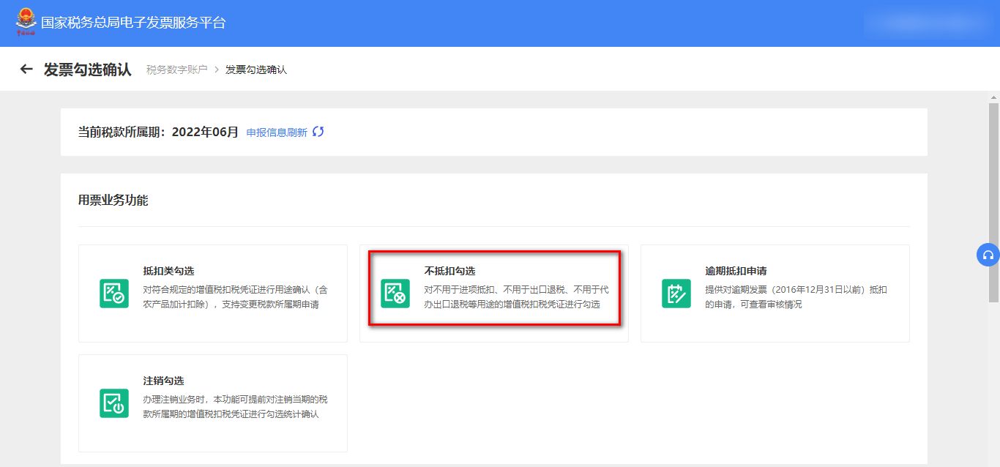 国家税务总局电子发票服务平台
发票勾选确认 税务数字账户 > 发票勾选确认
当前税款所属期：2022年06月 申报信息刷新
用票业务功能
抵扣类勾选
对符合规定的增值税扣税凭证进行用途确认（含
农产品加计扣除），支持变更税款所属期申请
不抵扣勾选
对不用于进项抵扣、不用于出口退税、不用于代
办出口退税等用途的增值税扣税凭证进行勾选
逾期抵扣申请
提供对逾期发票（2016年12月31日以前）抵扣
的申请，可查看审核情况
注销勾选
办理注销业务时，本功能可提前对注销当期的税
款所属期的增值税扣税凭证进行勾选统计确认